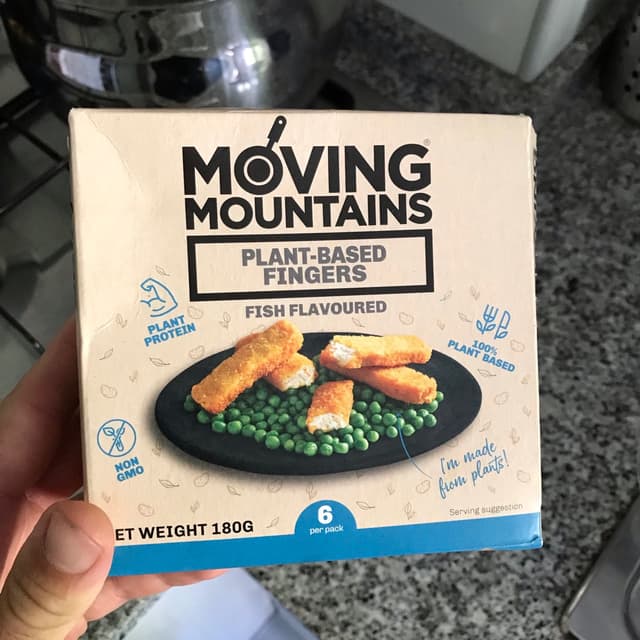 MOVING
MOUNTAINS
PLANT-BASED
FINGERS
FISH FLAVOURED
PLANT
PROTEIN
100%
PLANT BASED
NON
GMO
I'm made
from plants!
Serving suggestion
ET WEIGHT 180G
6
per pack